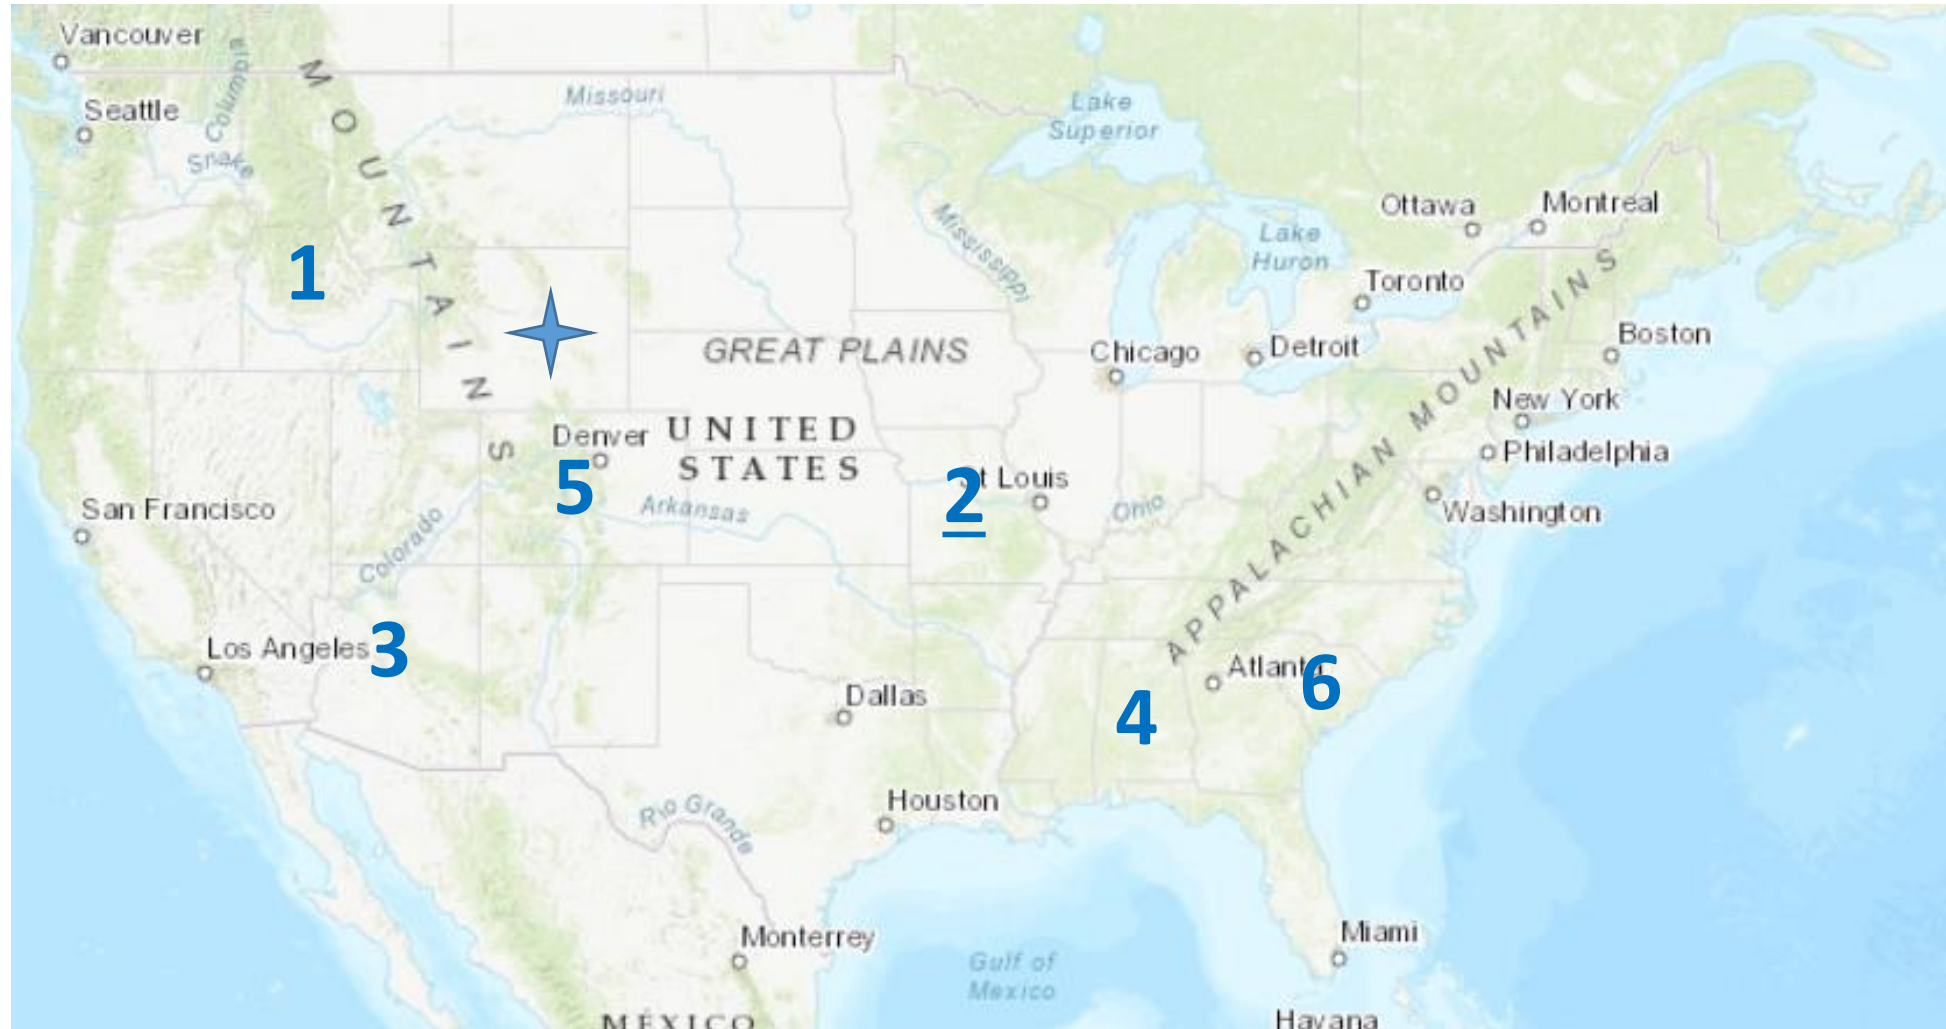 Vancouver
MOUNTAINS
Columbia
Missouri
Lake
Superior
Seattle
Snake
Ottawa
Montreal
Mississippi
Lake
Huron
1
Toronto
Boston
GREAT PLAINS
Chicago
Detroit
APPALACHIAN MOUNTAINS
New York
Denver
UNITED
STATES
Philadelphia
5
2
St Louis
San Francisco
Arkansas
Ohio
Washington
Colorado
Los Angeles
3
Atlanta
6
Dallas
4
Houston
Rio Grande
Monterrey
Miami
Gulf of
Mexico
MÉXICO
Havana